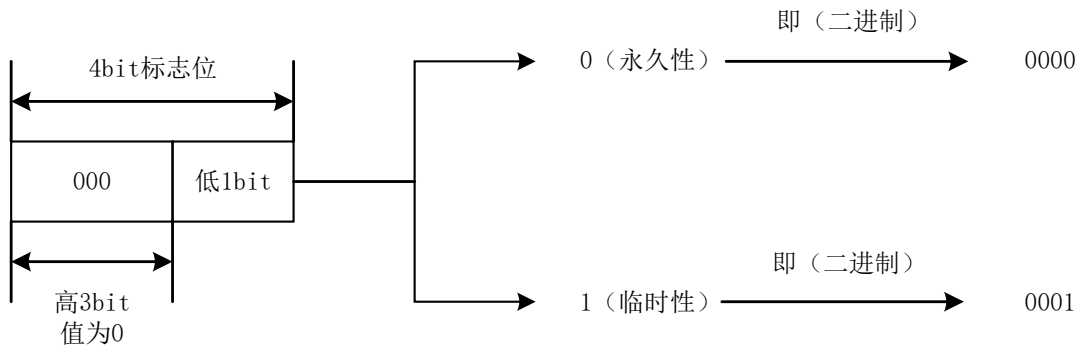 即（二进制）
4bit标志位
0（永久性）
0000
000
低1bit
即（二进制）
高3bit
值为0
1（临时性）
0001